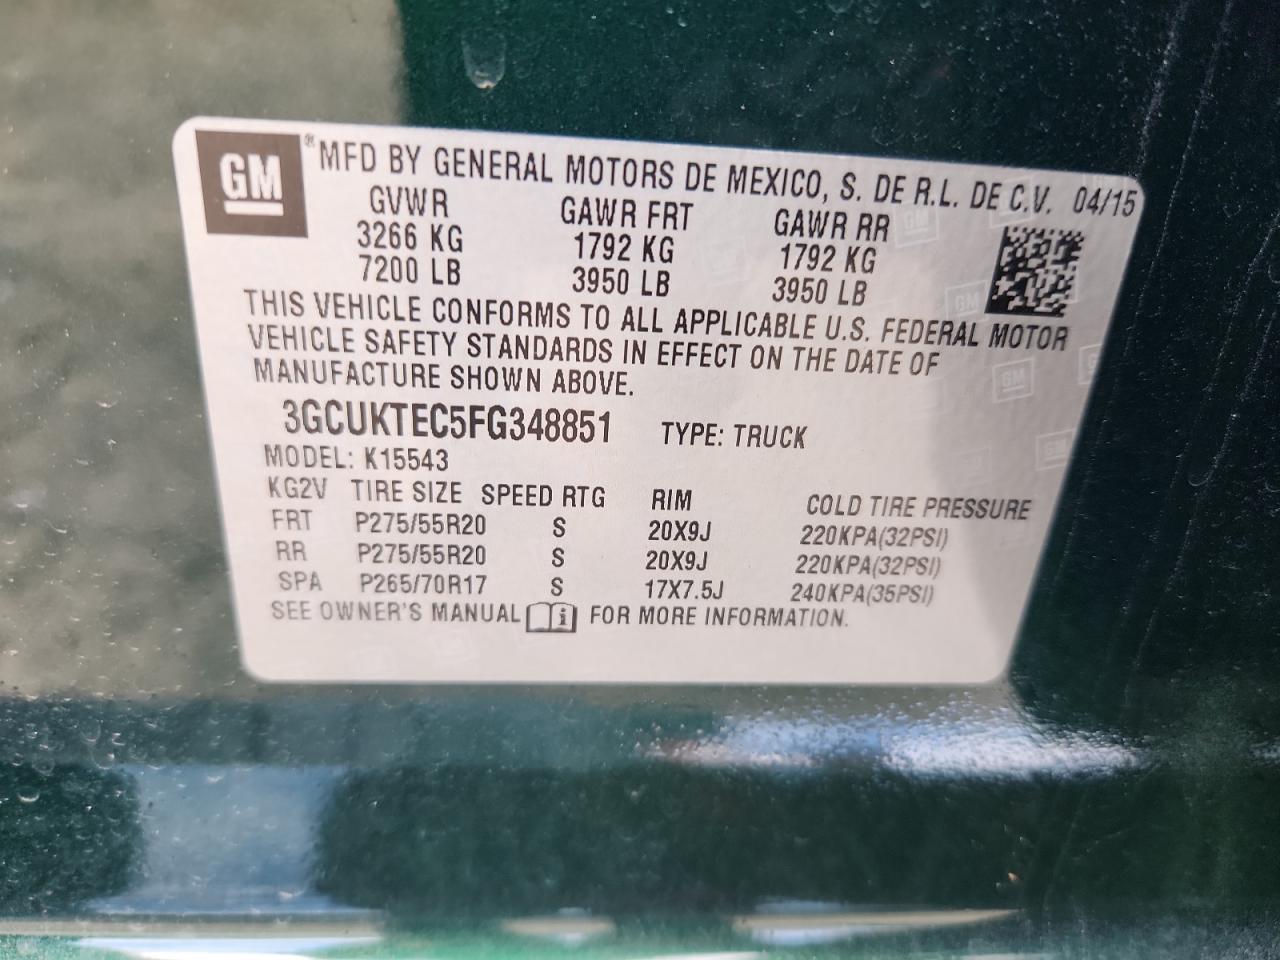 GM® MFD BY GENERAL MOTORS DE MEXICO, S. DE R.L. DE C.V. 04/15
GVWR GAWR FRT GAWR RR
3266 KG 1792 KG 1792 KG
7200 LB 3950 LB 3950 LB
THIS VEHICLE CONFORMS TO ALL APPLICABLE U.S. FEDERAL MOTOR
VEHICLE SAFETY STANDARDS IN EFFECT ON THE DATE OF
MANUFACTURE SHOWN ABOVE.
3GCUKTEC5FG348851 TYPE: TRUCK
MODEL: K15543
KG2V TIRE SIZE SPEED RTG RIM COLD TIRE PRESSURE
FRT P275/55R20 S 20X9J 220KPA(32PSI)
RR P275/55R20 S 20X9J 220KPA(32PSI)
SPA P265/70R17 S 17X7.5J 240KPA(35PSI)
SEE OWNER'S MANUAL i FOR MORE INFORMATION.